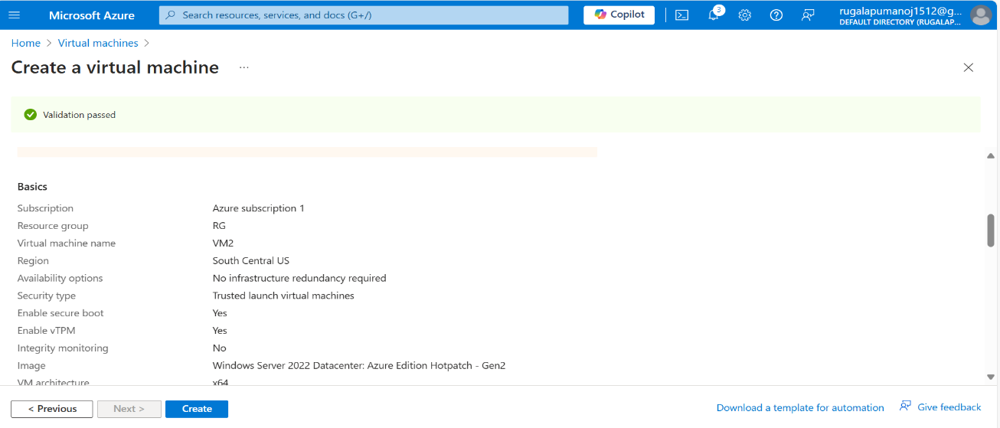 Microsoft Azure
Search resources, services, and docs (G+/)
Copilot
3
rugalapumanoj1512@g...
DEFAULT DIRECTORY (RUGALAP...
Home > Virtual machines >
Create a virtual machine ...
Validation passed
Basics
Subscription Azure subscription 1
Resource group RG
Virtual machine name VM2
Region South Central US
Availability options No infrastructure redundancy required
Security type Trusted launch virtual machines
Enable secure boot Yes
Enable vTPM Yes
Integrity monitoring No
Image Windows Server 2022 Datacenter: Azure Edition Hotpatch - Gen2
VM architecture x64
< Previous
Next >
Create
Download a template for automation
Give feedback